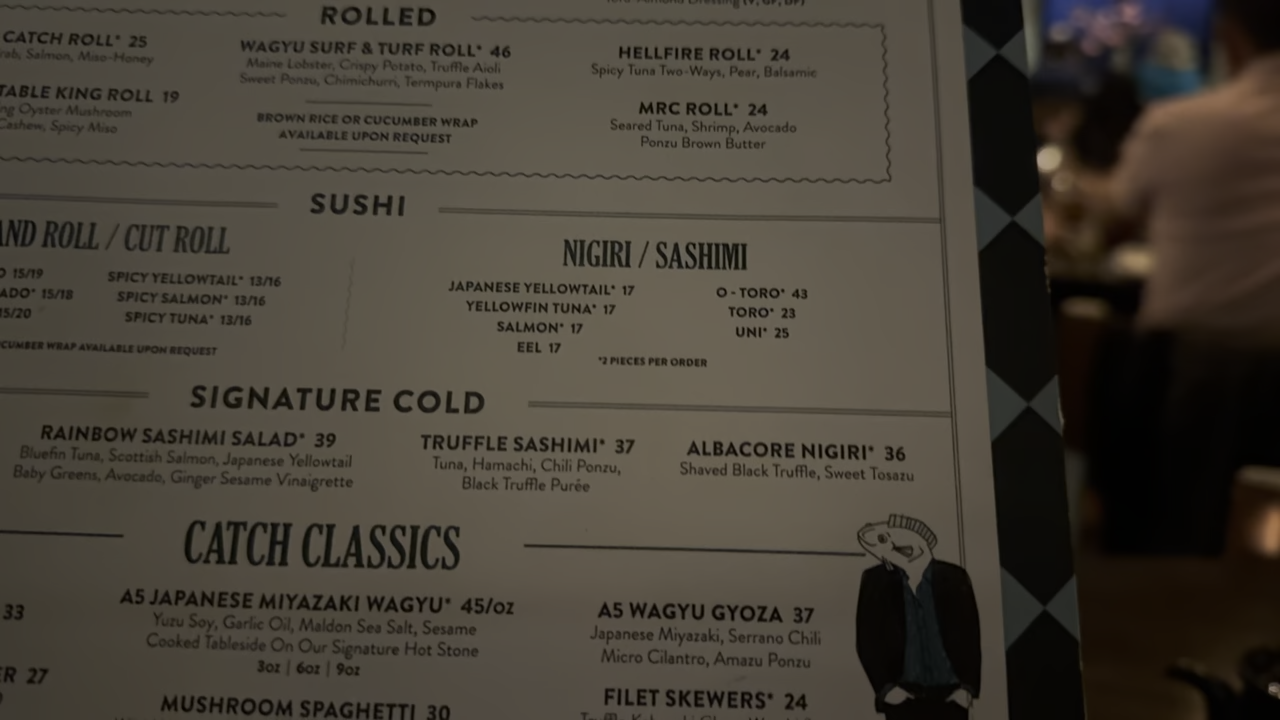 ROLLED
CATCH ROLL* 25
Crab, Salmon, Miso-Honey
TABLE KING ROLL 19
Oyster Mushroom
Cashew, Spicy Miso
WAGYU SURF & TURF ROLL* 46
Maine Lobster, Crispy Potato, Truffle Aioli
Sweet Ponzu, Chimichurri, Termpura Flakes
BROWN RICE OR CUCUMBER WRAP
AVAILABLE UPON REQUEST
HELLFIRE ROLL* 24
Spicy Tuna Two-Ways, Pear, Balsamic
MRC ROLL* 24
Seared Tuna, Shrimp, Avocado
Ponzu Brown Butter
SUSHI
AND ROLL / CUT ROLL
O 15/19
ADO* 15/18
15/20
SPICY YELLOWTAIL* 13/16
SPICY SALMON* 13/16
SPICY TUNA* 13/16
CUCUMBER WRAP AVAILABLE UPON REQUEST
NIGIRI / SASHIMI
JAPANESE YELLOWTAIL* 17
YELLOWFIN TUNA* 17
SALMON* 17
EEL 17
O - TORO* 43
TORO* 23
UNI* 25
*2 PIECES PER ORDER
SIGNATURE COLD
RAINBOW SASHIMI SALAD* 39
Bluefin Tuna, Scottish Salmon, Japanese Yellowtail
Baby Greens, Avocado, Ginger Sesame Vinaigrette
TRUFFLE SASHIMI* 37
Tuna, Hamachi, Chili Ponzu,
Black Truffle Purée
ALBACORE NIGIRI* 36
Shaved Black Truffle, Sweet Tosazu
CATCH CLASSICS
33
ER 27
A5 JAPANESE MIYAZAKI WAGYU* 45/oz
Yuzu Soy, Garlic Oil, Maldon Sea Salt, Sesame
Cooked Tableside On Our Signature Hot Stone
3oz | 6oz | 9oz
MUSHROOM SPAGHETTI 30
A5 WAGYU GYOZA 37
Japanese Miyazaki, Serrano Chili
Micro Cilantro, Amazu Ponzu
FILET SKEWERS* 24